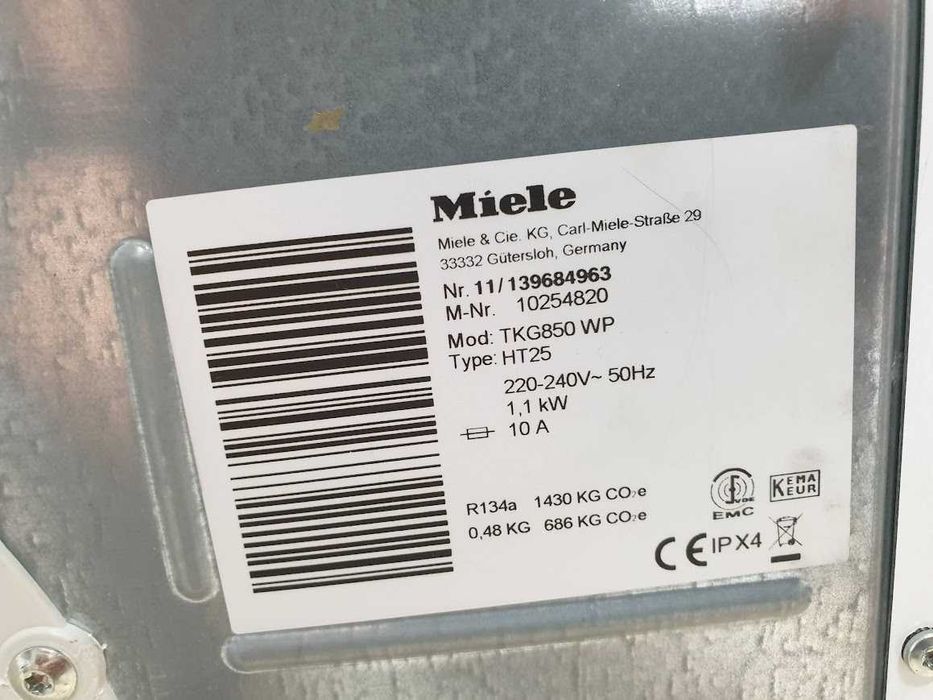 Miele
Miele & Cie. KG, Carl-Miele-Straße 29
33332 Gütersloh, Germany
Nr. 11/139684963
M-Nr. 10254820
Mod: TKG850 WP
Type: HT25
220-240V~ 50Hz
1,1 kW
10 A
R134a 1430 KG CO₂e
0,48 KG 686 KG CO₂e
VDE
EMC
KEMA
KEUR
CE IPX4